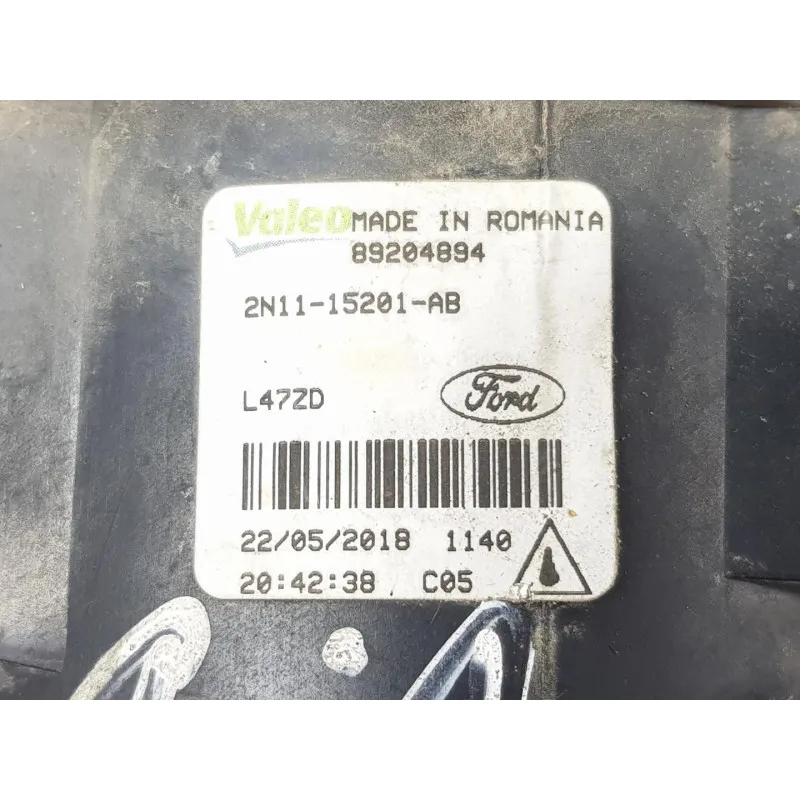 Valeo MADE IN ROMANIA
89204894
2N11-15201-AB
L47ZD Ford
22/05/2018 1140
20:42:38 C05